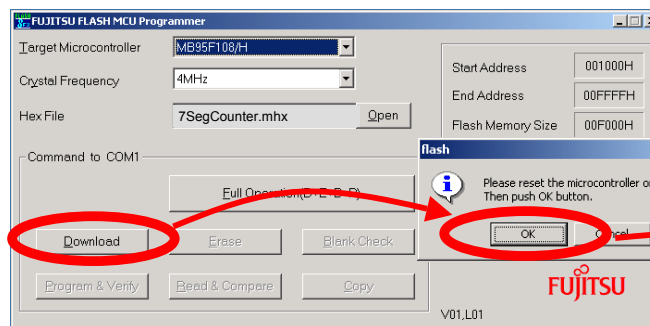 FUJITSU FLASH MCU Programmer
Target Microcontroller
MB95F108/H
Crystal Frequency
4MHz
Hex File
7SegCounter.mhx
Open
Start Address
001000H
End Address
00FFFFH
Flash Memory Size
00F000H
Command to COM1
Full Operation(D+E+B+P)
Download
Erase
Blank Check
Program & Verify
Read & Compare
Copy
flash
Please reset the microcontroller
Then push OK button.
OK
Cancel
FUJITSU
V01,L01